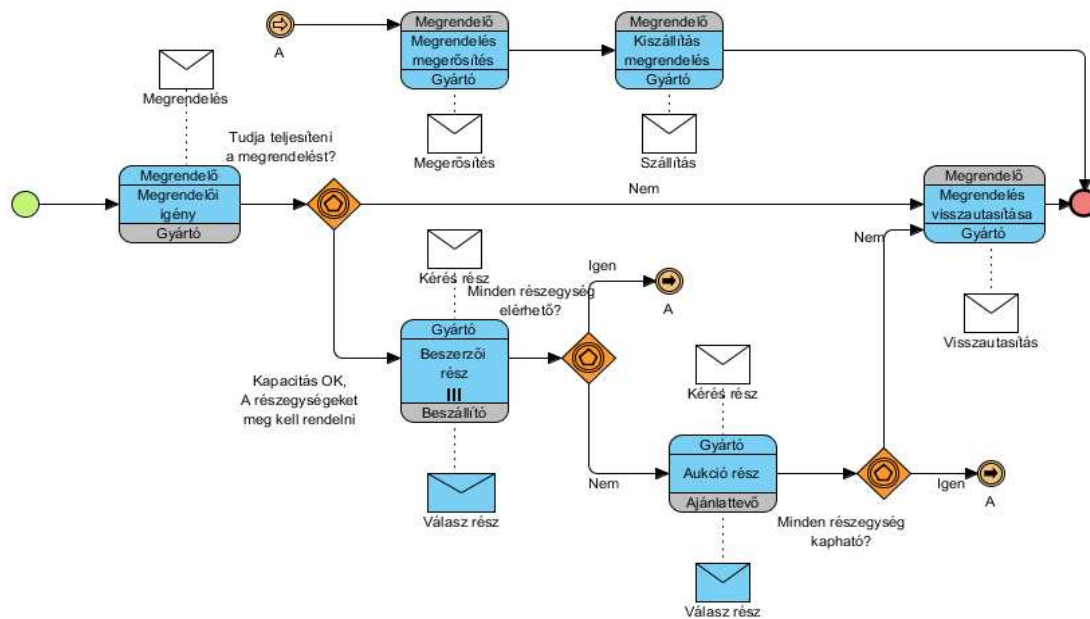 A
Megrendelő
Megrendelés
megerősítés
Gyártó
Megerősítés
Megrendelő
Kiszállítás
megrendelés
Gyártó
Szállítás
Megrendelés
Tudja teljesíteni
a megrendelést?
Megrendelő
Megrendelői
igény
Gyártó
Nem
Megrendelő
Megrendelés
visszautasítása
Gyártó
Visszautasítás
Kérés rész
Minden részegység
elérhető?
Igen
A
Nem
Kapacitás OK,
A részegységeket
meg kell rendelni
Gyártó
Beszerzői
rész
Beszállító
Válasz rész
Nem
Kérés rész
Gyártó
Aukció rész
Ajánlattevő
Válasz rész
Minden részegység
kapható?
Igen
A